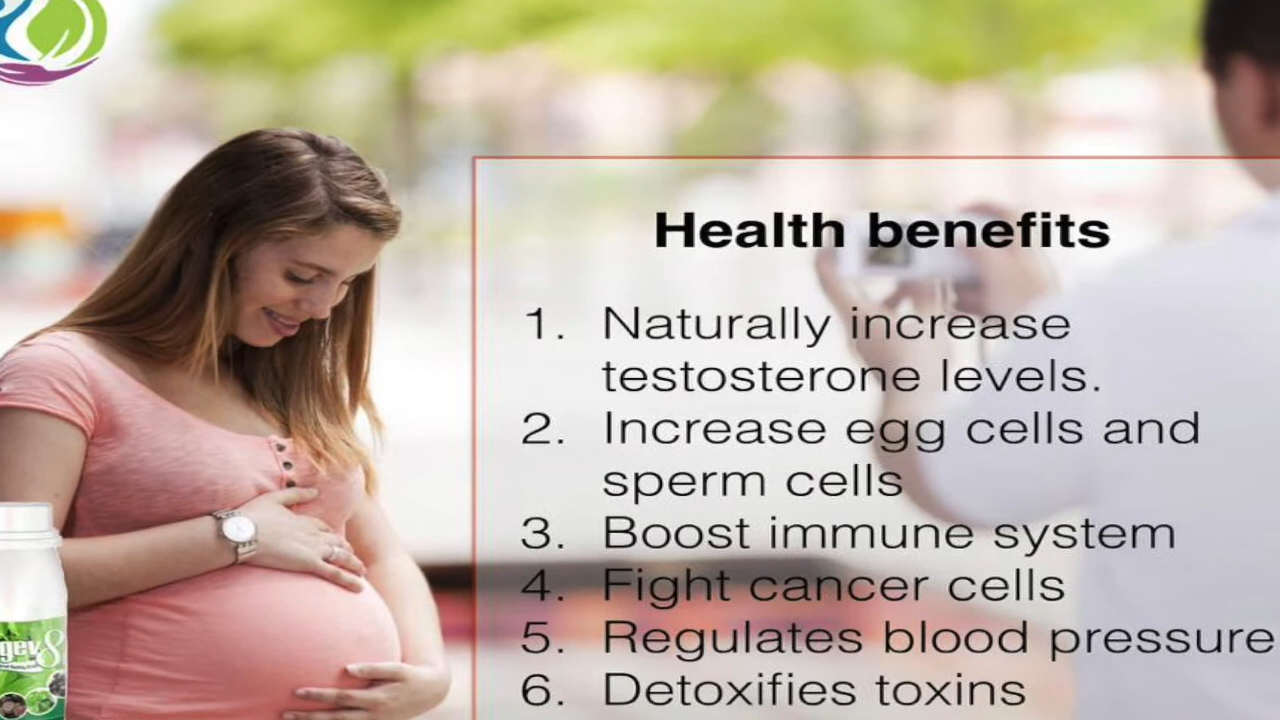 Health benefits
1. Naturally increase
testosterone levels.
2. Increase egg cells and
sperm cells
3. Boost immune system
4. Fight cancer cells
5. Regulates blood pressure
6. Detoxifies toxins
gev8